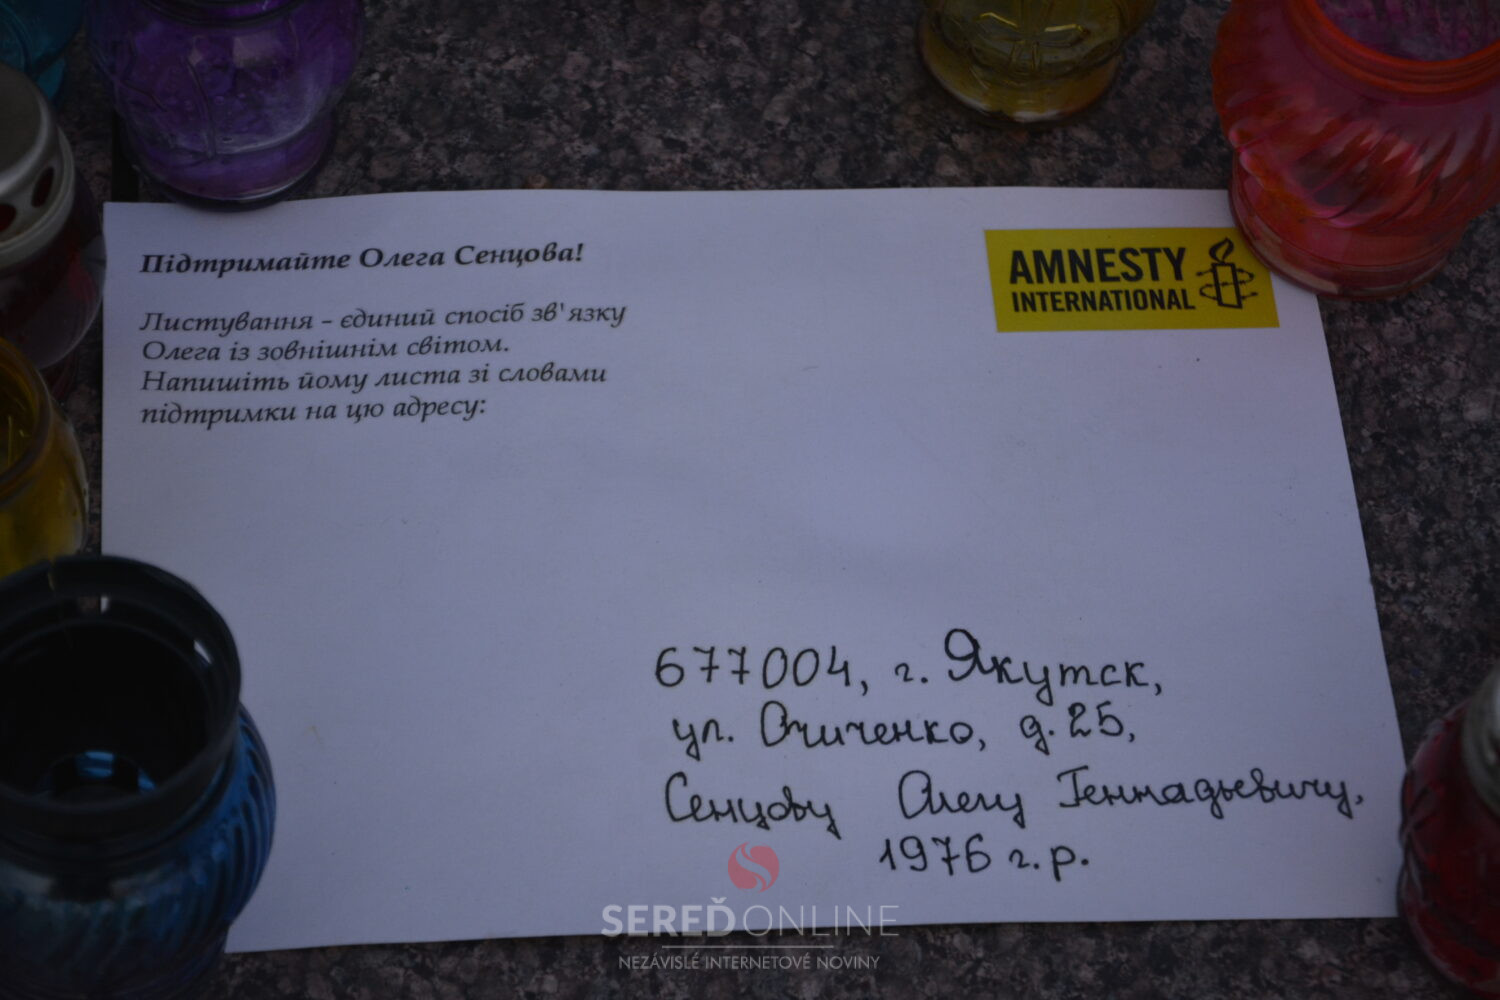 Підтримайте Олега Сенцова!
Листування - єдиний спосіб зв'язку
Олега із зовнішнім світом.
Напишіть йому листа зі словами
підтримки на цю адресу:
AMNESTY
INTERNATIONAL
677004, г. Якутск,
ул. Очиченко, д. 25,
Сенцову Олегу Геннадьевичу,
1976 г. р.
SEREĎONLINE
NEZÁVISLÉ INTERNETOVÉ NOVINY